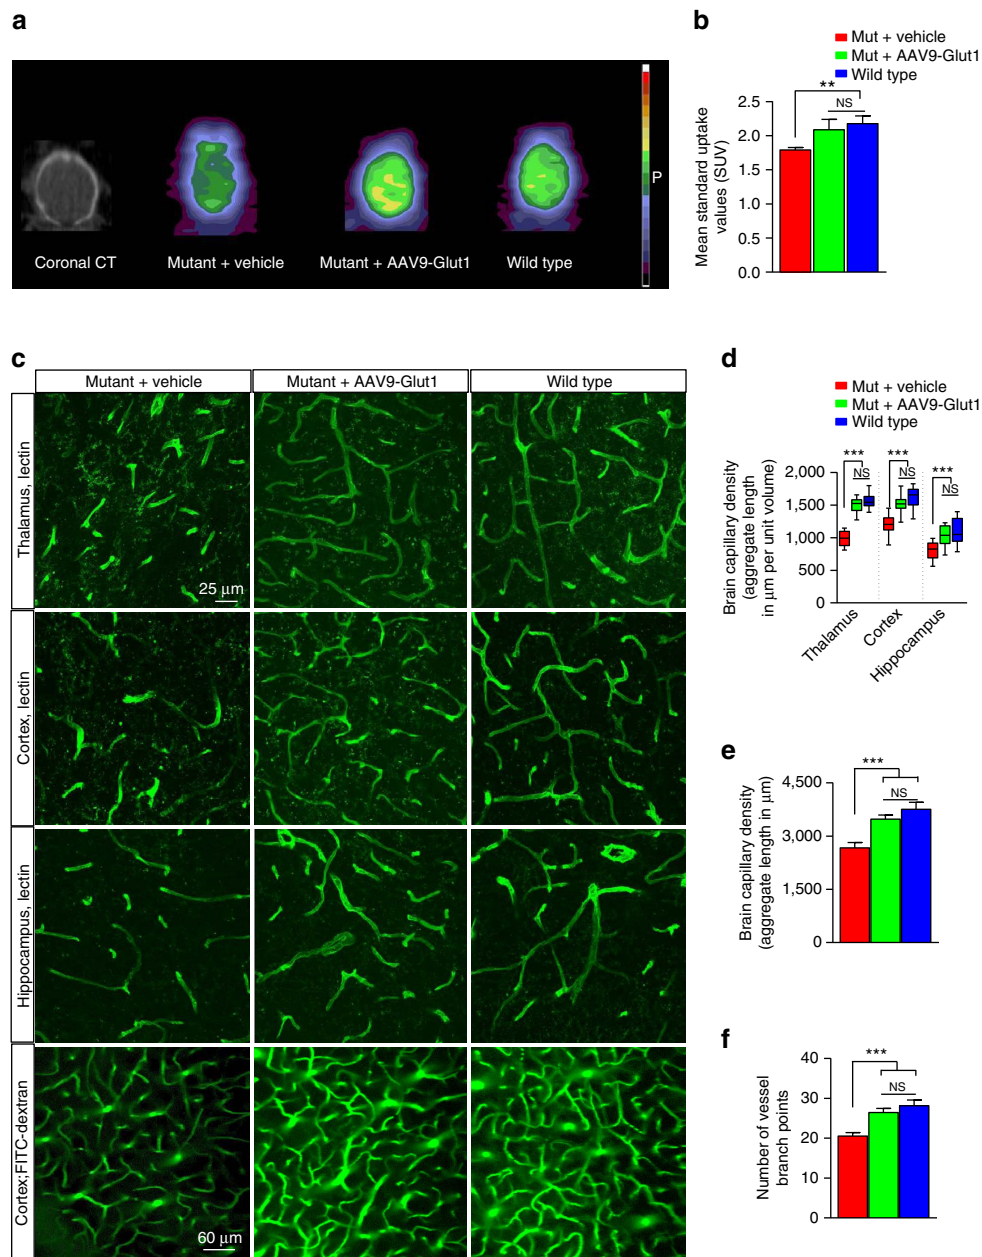 a
Coronal CT
Mutant + vehicle
Mutant + AAV9-Glut1
Wild type
P
b
Mut + vehicle
Mut + AAV9-Glut1
Wild type
**
NS
Mean standard uptake
values (SUV)
2.5
2.0
1.5
1.0
0.5
0.0
c
Mutant + vehicle
Mutant + AAV9-Glut1
Wild type
Thalamus, lectin
25 μm
Cortex, lectin
Hippocampus, lectin
Cortex;FITC-dextran
60 μm
d
Mut + vehicle
Mut + AAV9-Glut1
Wild type
***
NS
***
NS
***
NS
Brain capillary density
(aggregate length
in μm per unit volume)
2,000
1,500
1,000
500
0
Thalamus
Cortex
Hippocampus
e
***
NS
Brain capillary density
(aggregate length in μm)
4,500
3,000
1,500
0
f
***
NS
Number of vessel
branch points
40
30
20
10
0